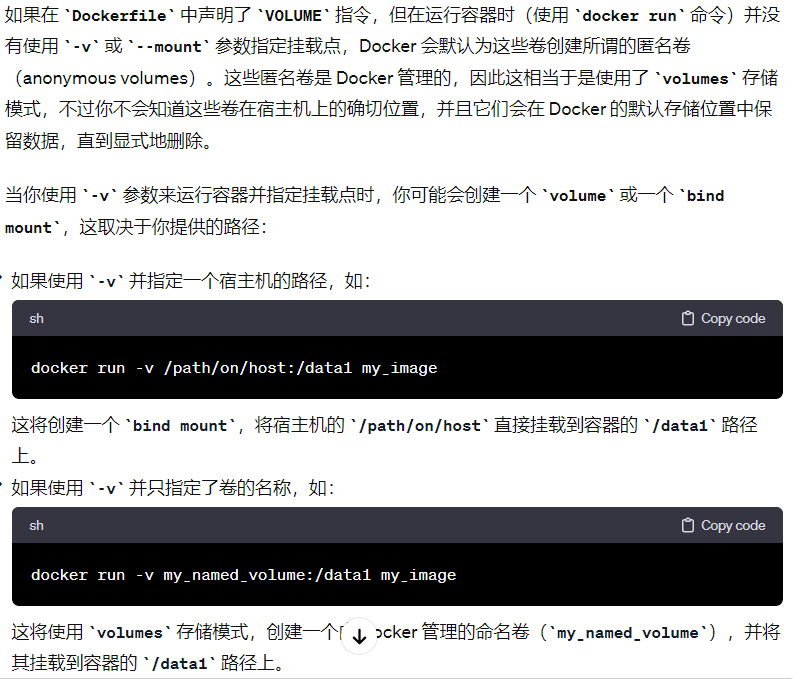 如果在 `Dockerfile` 中声明了 `VOLUME` 指令，但在运行容器时（使用 `docker run` 命令）并没
有使用 `-v` 或 `--mount` 参数指定挂载点，Docker 会默认为这些卷创建所谓的匿名卷
（anonymous volumes）。这些匿名卷是 Docker 管理的，因此这相当于是使用了 `volumes` 存储
模式，不过你不会知道这些卷在宿主机上的确切位置，并且它们会在 Docker 的默认存储位置中保
留数据，直到显式地删除。
当你使用 `-v` 参数来运行容器并指定挂载点时，你可能会创建一个 `volume` 或一个 `bind
mount`，这取决于你提供的路径：
如果使用 `-v` 并指定一个宿主机的路径，如：
sh Copy code
docker run -v /path/on/host:/data1 my_image
这将创建一个 `bind mount`，将宿主机的 `/path/on/host` 直接挂载到容器的 `/data1` 路径
上。
如果使用 `-v` 并只指定了卷的名称，如：
sh Copy code
docker run -v my_named_volume:/data1 my_image
这将使用 `volumes` 存储模式，创建一个 ocker 管理的命名卷（`my_named_volume`），并将
其挂载到容器的 `/data1` 路径上。